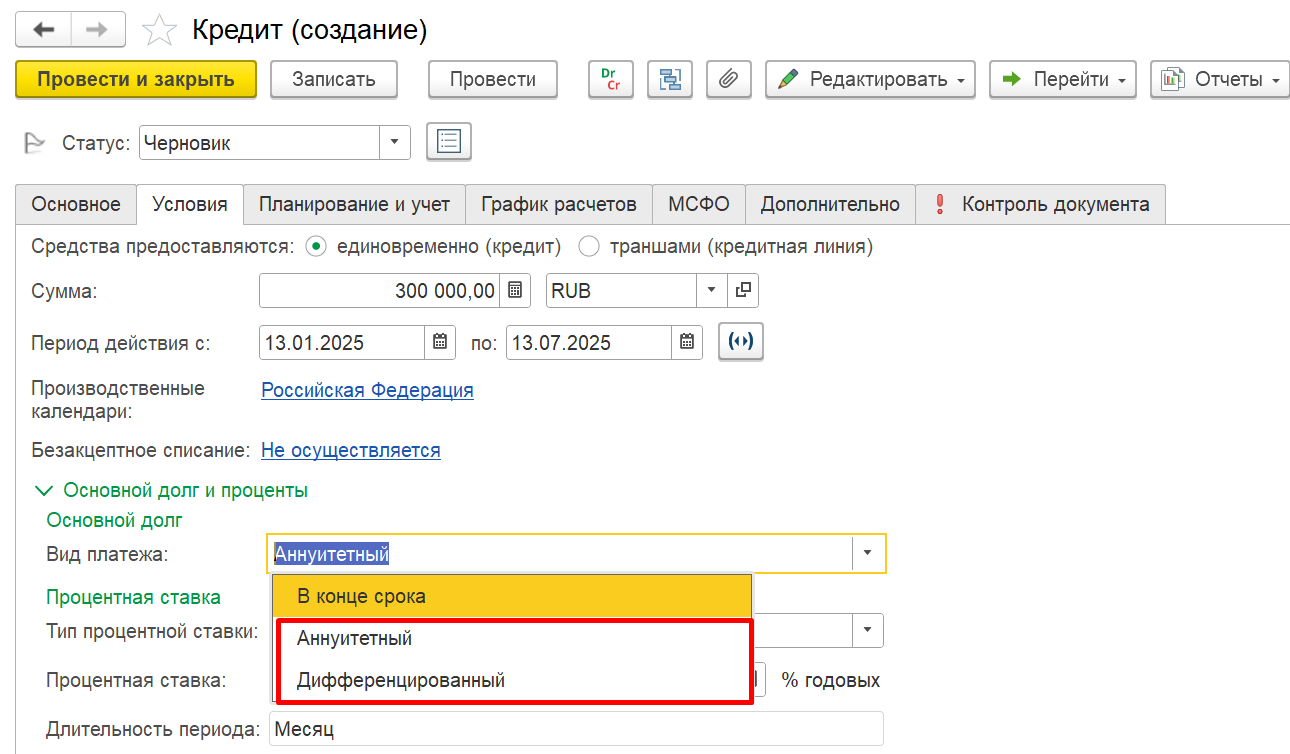 Кредит (создание)
Провести и закрыть Записать Провести Dr Cr Редактировать Перейти Отчеты
Статус: Черновик
Основное Условия Планирование и учет График расчетов МСФО Дополнительно Контроль документа
Средства предоставляются: единовременно (кредит) траншами (кредитная линия)
Сумма: 300 000,00 RUB
Период действия с: 13.01.2025 по: 13.07.2025
Производственные
календари:
Российская Федерация
Безакцептное списание: Не осуществляется
Основной долг и проценты
Основной долг
Вид платежа: Аннуитетный
В конце срока
Процентная ставка
Тип процентной ставки:
Аннуитетный
Процентная ставка:
Дифференцированный
% годовых
Длительность периода: Месяц